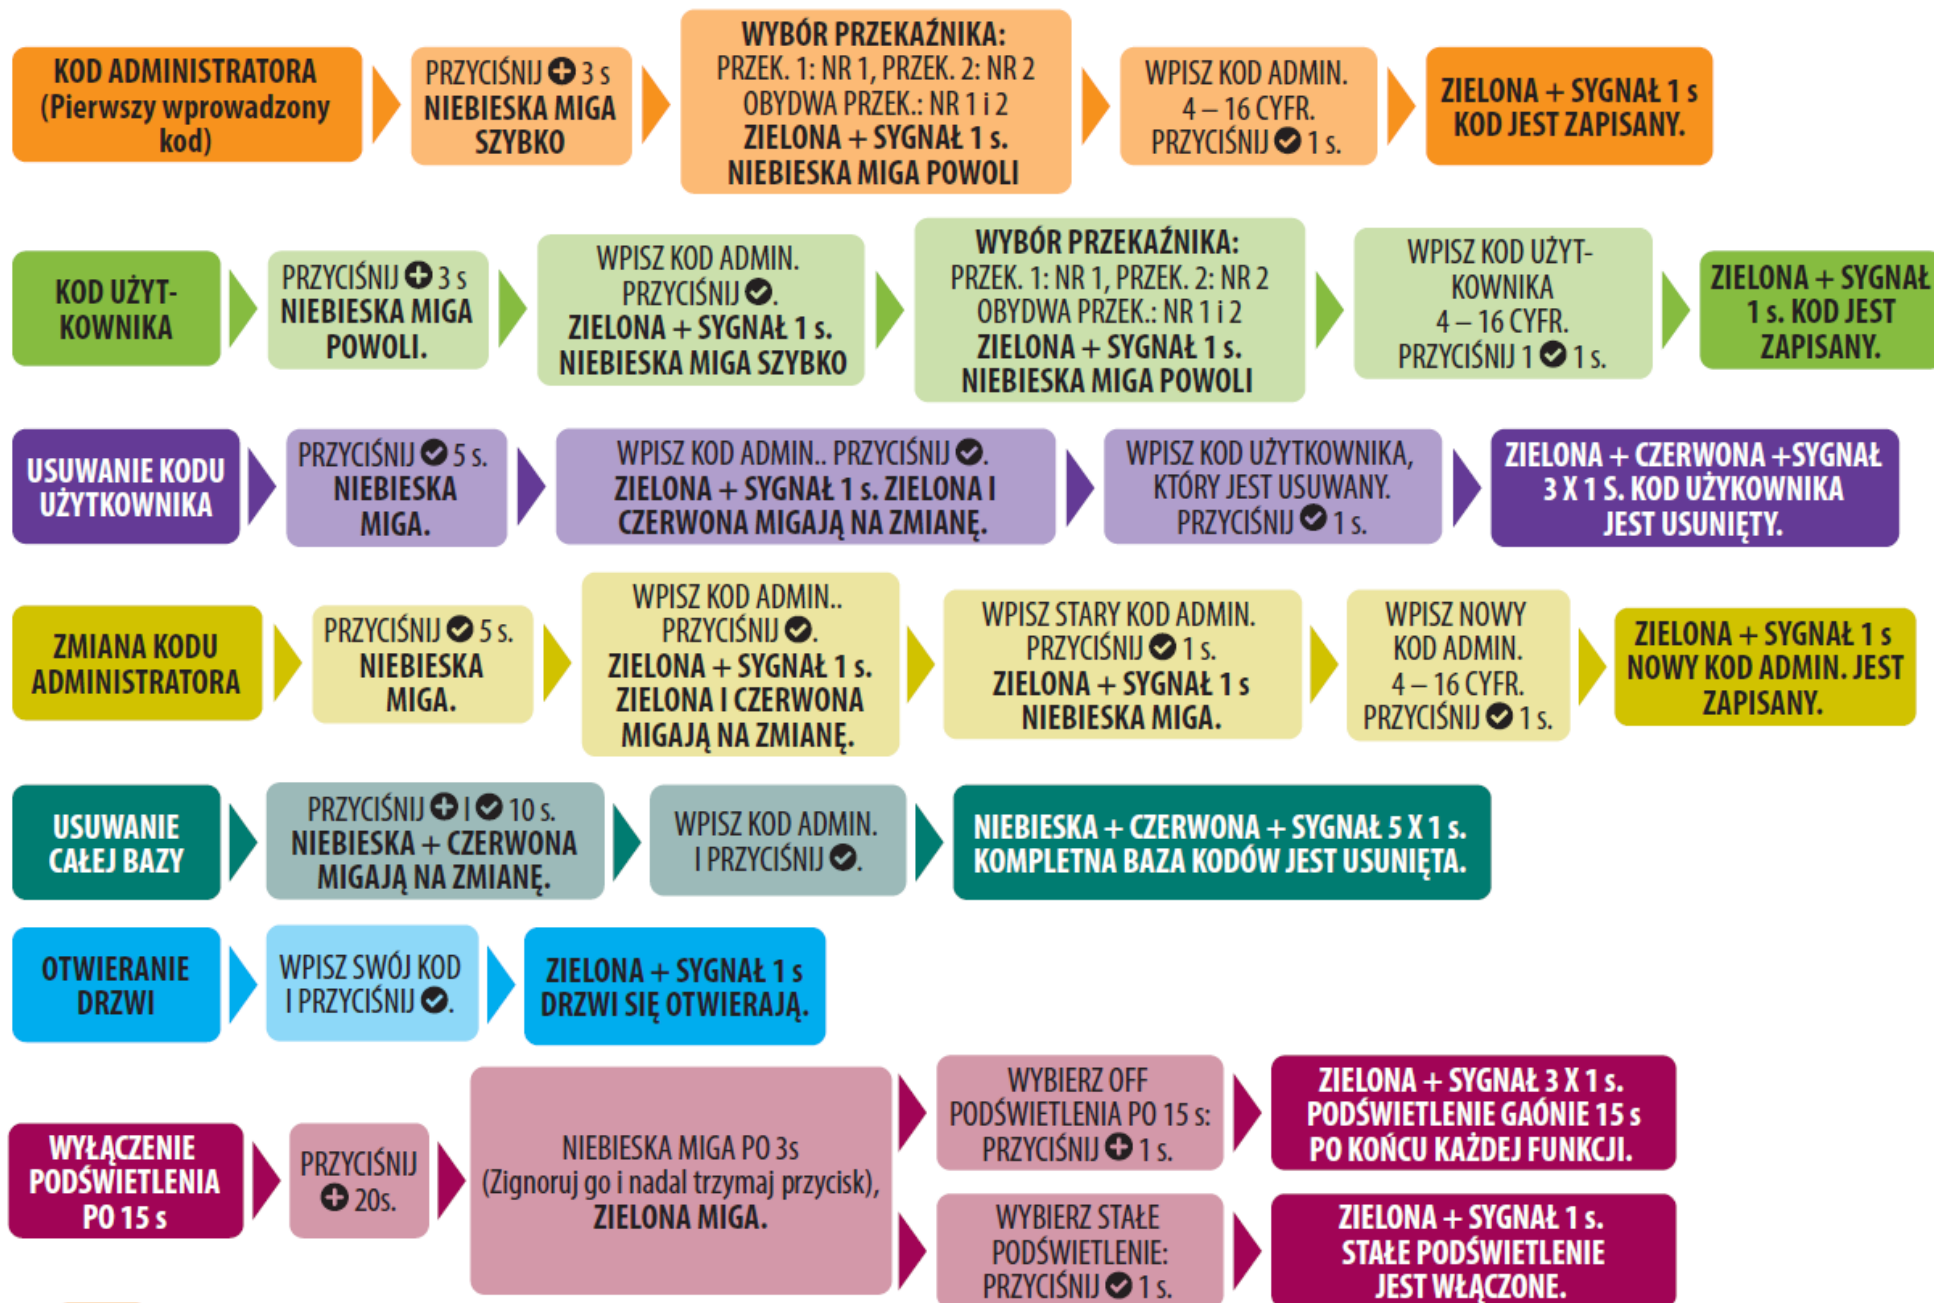 KOD ADMINISTRATORA
(Pierwszy wprowadzony
kod)
PRZYCIŚNIJ ➕ 3 s
NIEBIESKA MIGA
SZYBKO
WYBÓR PRZEKAŹNIKA:
PRZEK. 1: NR 1, PRZEK. 2: NR 2
OBYDWA PRZEK.: NR 1 i 2
ZIELONA + SYGNAŁ 1 s.
NIEBIESKA MIGA POWOLI
WPISZ KOD ADMIN.
4 – 16 CYFR.
PRZYCIŚNIJ ✔ 1 s.
ZIELONA + SYGNAŁ 1 s
KOD JEST ZAPISANY.
KOD UŻYT-
KOWNIKA
PRZYCIŚNIJ ➕ 3 s
NIEBIESKA MIGA
POWOLI.
WPISZ KOD ADMIN.
PRZYCIŚNIJ ✔.
ZIELONA + SYGNAŁ 1 s.
NIEBIESKA MIGA SZYBKO
WYBÓR PRZEKAŹNIKA:
PRZEK. 1: NR 1, PRZEK. 2: NR 2
OBYDWA PRZEK.: NR 1 i 2
ZIELONA + SYGNAŁ 1 s.
NIEBIESKA MIGA POWOLI
WPISZ KOD UŻYT-
KOWNIKA
4 – 16 CYFR.
PRZYCIŚNIJ 1 ✔ 1 s.
ZIELONA + SYGNAŁ
1 s. KOD JEST
ZAPISANY.
USUWANIE KODU
UŻYTKOWNIKA
PRZYCIŚNIJ ✔ 5 s.
NIEBIESKA
MIGA.
WPISZ KOD ADMIN.. PRZYCIŚNIJ ✔.
ZIELONA + SYGNAŁ 1 s. ZIELONA I
CZERWONA MIGAJĄ NA ZMIANĘ.
WPISZ KOD UŻYTKOWNIKA,
KTÓRY JEST USUWANY.
PRZYCIŚNIJ ✔ 1 s.
ZIELONA + CZERWONA +SYGNAŁ
3 X 1 S. KOD UŻYKOWNIKA
JEST USUNIĘTY.
ZMIANA KODU
ADMINISTRATORA
PRZYCIŚNIJ ✔ 5 s.
NIEBIESKA
MIGA.
WPISZ KOD ADMIN..
PRZYCIŚNIJ ✔.
ZIELONA + SYGNAŁ 1 s.
ZIELONA I CZERWONA
MIGAJĄ NA ZMIANĘ.
WPISZ STARY KOD ADMIN.
PRZYCIŚNIJ ✔ 1 s.
ZIELONA + SYGNAŁ 1 s
NIEBIESKA MIGA.
WPISZ NOWY
KOD ADMIN.
4 – 16 CYFR.
PRZYCIŚNIJ ✔ 1 s.
ZIELONA + SYGNAŁ 1 s
NOWY KOD ADMIN. JEST
ZAPISANY.
USUWANIE
CAŁEJ BAZY
PRZYCIŚNIJ ➕ I ✔ 10 s.
NIEBIESKA + CZERWONA
MIGAJĄ NA ZMIANĘ.
WPISZ KOD ADMIN.
I PRZYCIŚNIJ ✔.
NIEBIESKA + CZERWONA + SYGNAŁ 5 X 1 s.
KOMPLETNA BAZA KODÓW JEST USUNIĘTA.
OTWIERANIE
DRZWI
WPISZ SWÓJ KOD
I PRZYCIŚNIJ ✔.
ZIELONA + SYGNAŁ 1 s
DRZWI SIĘ OTWIERAJĄ.
WYŁĄCZENIE
PODŚWIETLENIA
PO 15 s
PRZYCIŚNIJ
➕ 20s.
NIEBIESKA MIGA PO 3s
(Zignoruj go i nadal trzymaj przycisk),
ZIELONA MIGA.
WYBIERZ OFF
PODŚWIETLENIA PO 15 s:
PRZYCIŚNIJ ➕ 1 s.
ZIELONA + SYGNAŁ 3 X 1 s.
PODŚWIETLENIE GAÓNIE 15 s
PO KOŃCU KAŻDEJ FUNKCJI.
WYBIERZ STAŁE
PODŚWIETLENIE:
PRZYCIŚNIJ ✔ 1 s.
ZIELONA + SYGNAŁ 1 s.
STAŁE PODŚWIETLENIE
JEST WŁĄCZONE.